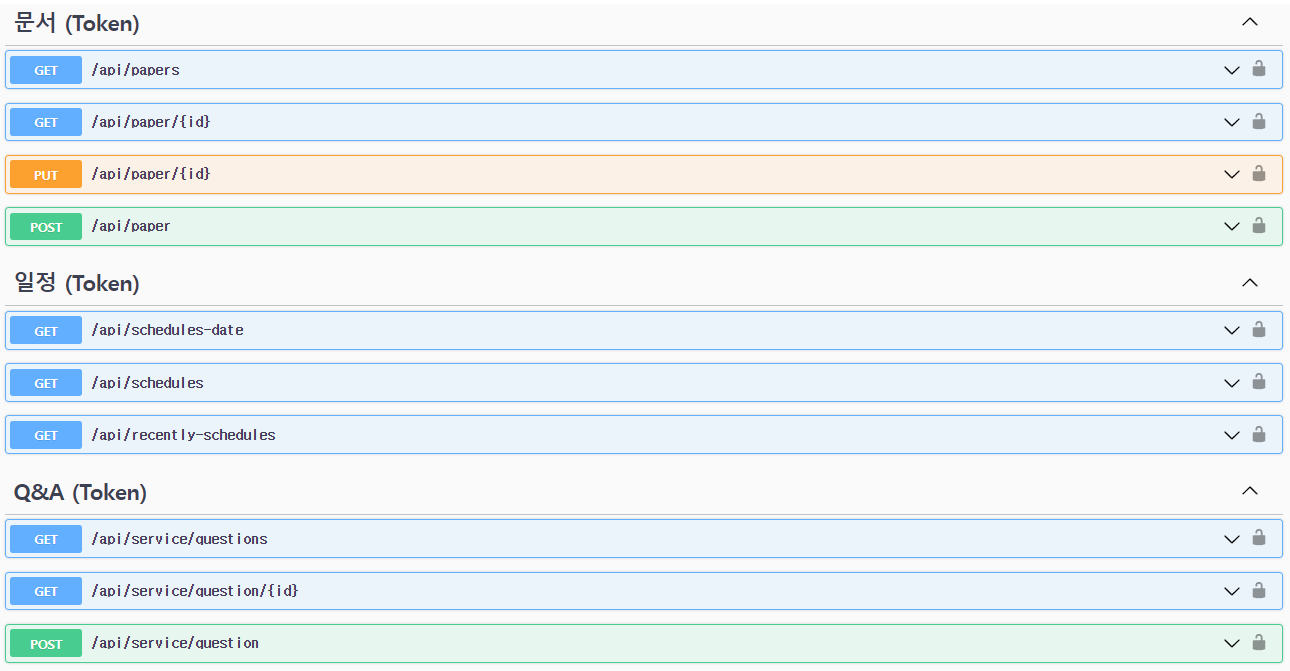 문서 (Token)
GET /api/papers
GET /api/paper/{id}
PUT /api/paper/{id}
POST /api/paper
일정 (Token)
GET /api/schedules-date
GET /api/schedules
GET /api/recently-schedules
Q&A (Token)
GET /api/service/questions
GET /api/service/question/{id}
POST /api/service/question